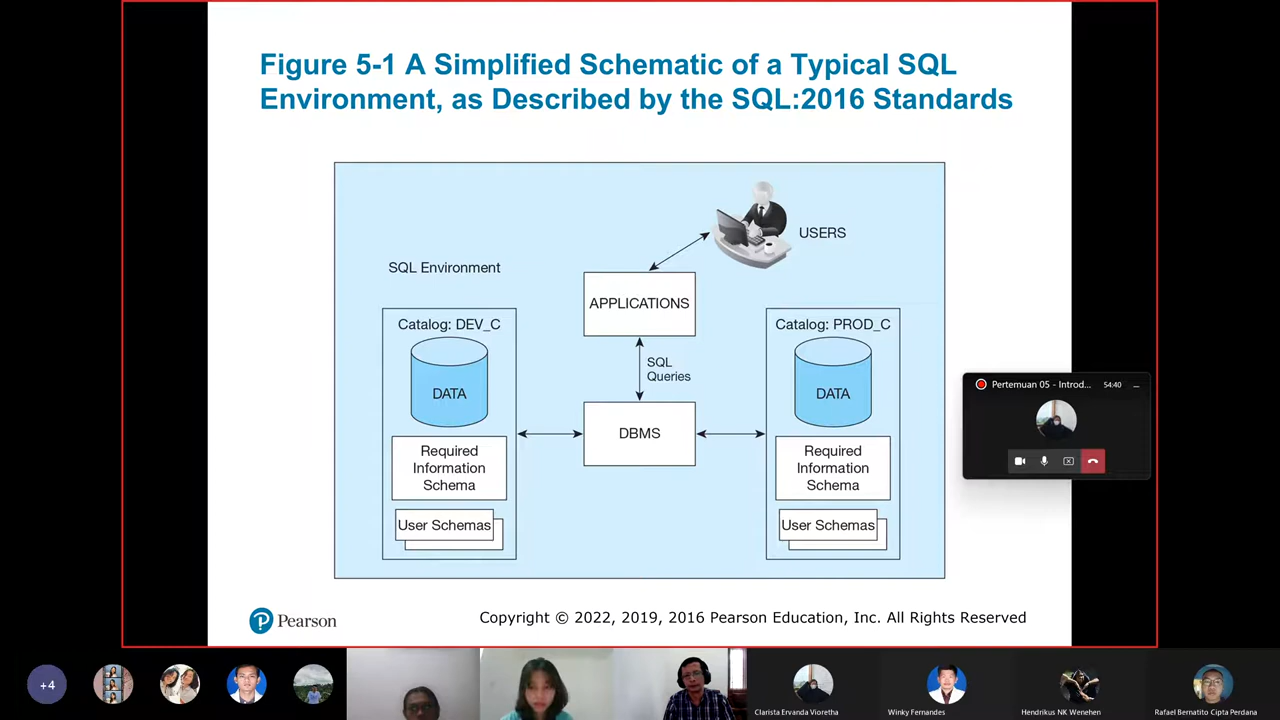 Figure 5-1 A Simplified Schematic of a Typical SQL
Environment, as Described by the SQL:2016 Standards
USERS
SQL Environment
APPLICATIONS
Catalog: DEV_C
Catalog: PROD_C
SQL
Queries
DATA
DATA
DBMS
Required
Information
Schema
Required
Information
Schema
User Schemas
User Schemas
Pertemuan 05 - Introd...
54:40
Pearson
Copyright © 2022, 2019, 2016 Pearson Education, Inc. All Rights Reserved
+4
Clarista Ervanda Vioretha
Winky Fernandes
Hendrikus NK Wenehen
Rafael Bernatito Cipta Perdana